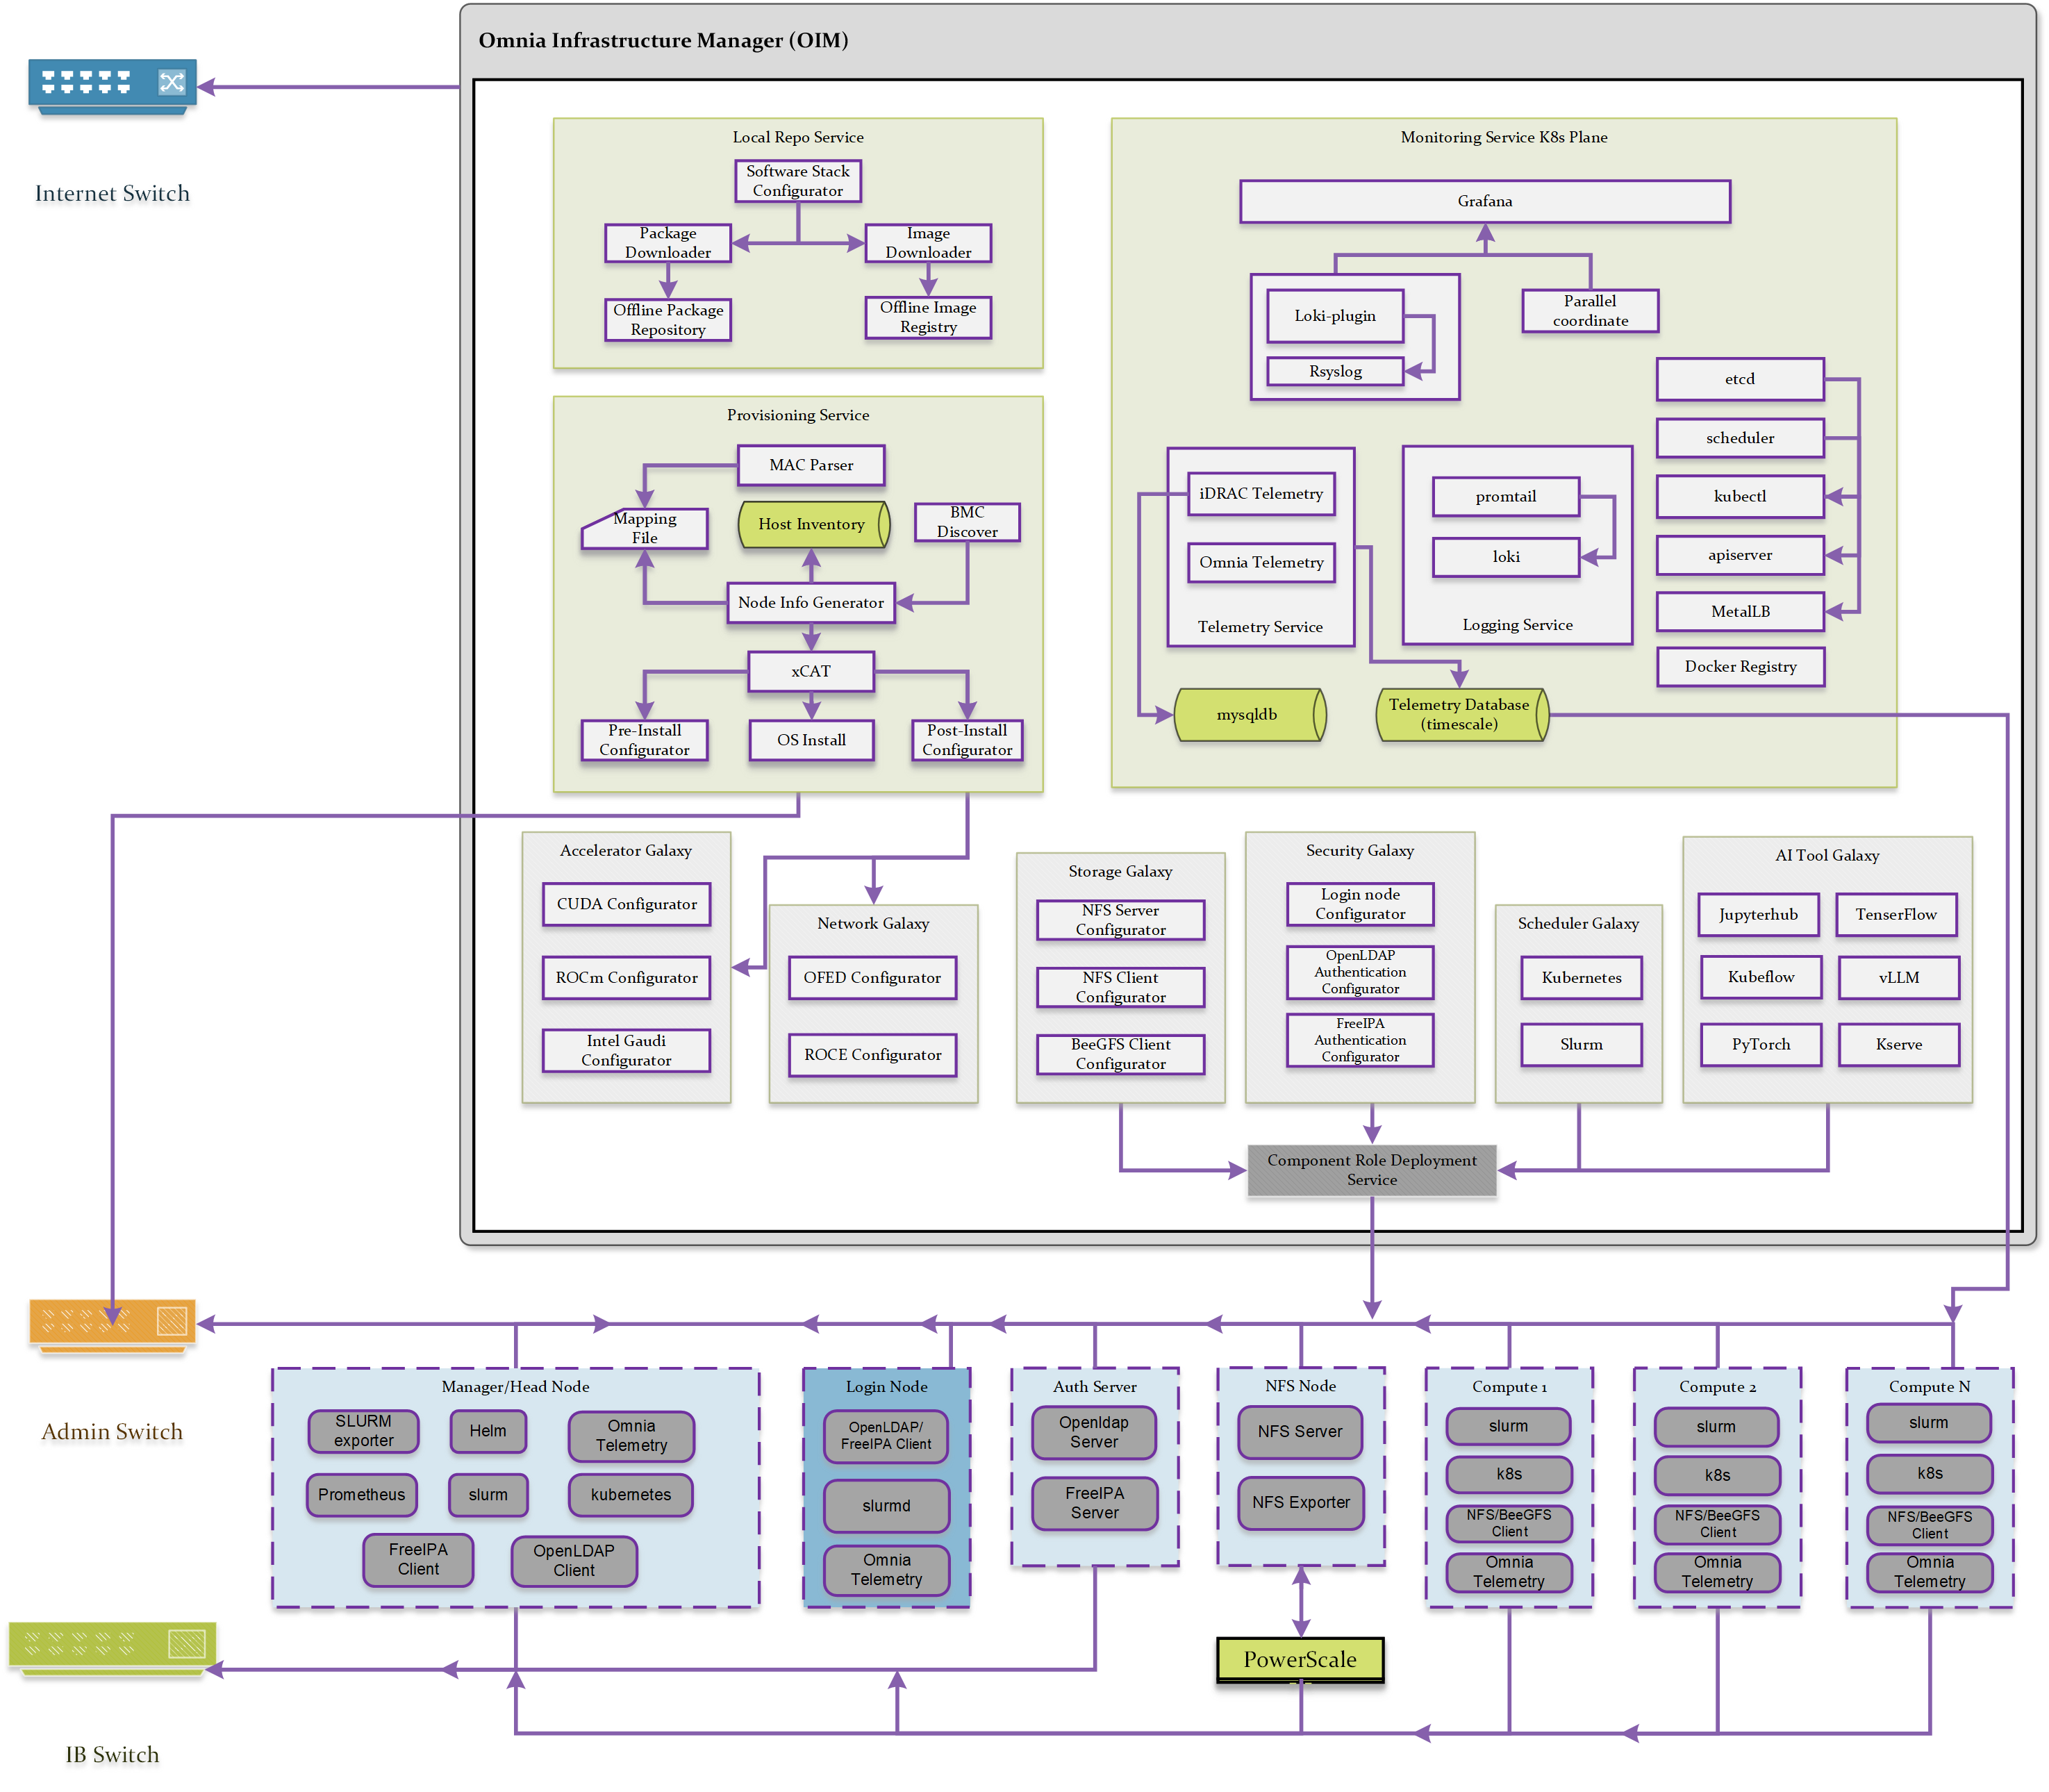 Omnia Infrastructure Manager (OIM)
Internet Switch
Local Repo Service
Software Stack
Configurator
Package
Downloader
Image
Downloader
Offline Package
Repository
Offline Image
Registry
Provisioning Service
MAC Parser
Mapping
File
Host Inventory
BMC
Discover
Node Info Generator
xCAT
Pre-Install
Configurator
OS Install
Post-Install
Configurator
Monitoring Service K8s Plane
Grafana
Loki-plugin
Rsyslog
Parallel
coordinate
iDRAC Telemetry
Omnia Telemetry
Telemetry Service
promtail
loki
Logging Service
etcd
scheduler
kubectl
apiserver
MetalLB
Docker Registry
mysqldb
Telemetry Database
(timescale)
Accelerator Galaxy
CUDA Configurator
ROCm Configurator
Intel Gaudi
Configurator
Network Galaxy
OFED Configurator
ROCE Configurator
Storage Galaxy
NFS Server
Configurator
NFS Client
Configurator
BeeGFS Client
Configurator
Security Galaxy
Login node
Configurator
OpenLDAP
Authentication
Configurator
FreeIPA
Authentication
Configurator
Scheduler Galaxy
Kubernetes
Slurm
AI Tool Galaxy
Jupyterhub
TenserFlow
Kubeflow
vLLM
PyTorch
Kserve
Component Role Deployment
Service
Admin Switch
Manager/Head Node
SLURM
exporter
Helm
Omnia
Telemetry
Prometheus
slurm
kubernetes
FreeIPA
Client
OpenLDAP
Client
Login Node
OpenLDAP/
FreeIPA Client
slurmd
Omnia
Telemetry
Auth Server
Openldap
Server
FreeIPA
Server
NFS Node
NFS Server
NFS Exporter
Compute 1
slurm
k8s
NFS/BeeGFS
Client
Omnia
Telemetry
Compute 2
slurm
k8s
NFS/BeeGFS
Client
Omnia
Telemetry
Compute N
slurm
k8s
NFS/BeeGFS
Client
Omnia
Telemetry
PowerScale
IB Switch